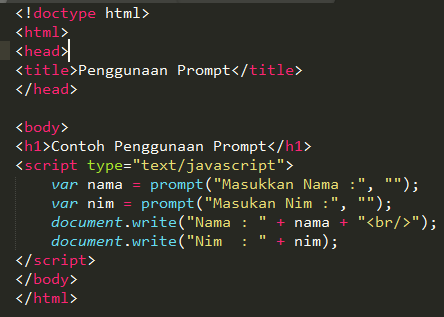 <!doctype html>
<html>
<head>
<title>Penggunaan Prompt</title>
</head>
<body>
<h1>Contoh Penggunaan Prompt</h1>
<script type="text/javascript">
var nama = prompt("Masukkan Nama :", "");
var nim = prompt("Masukan Nim :", "");
document.write("Nama : " + nama + "<br/>");
document.write("Nim  : " + nim);
</script>
</body>
</html>